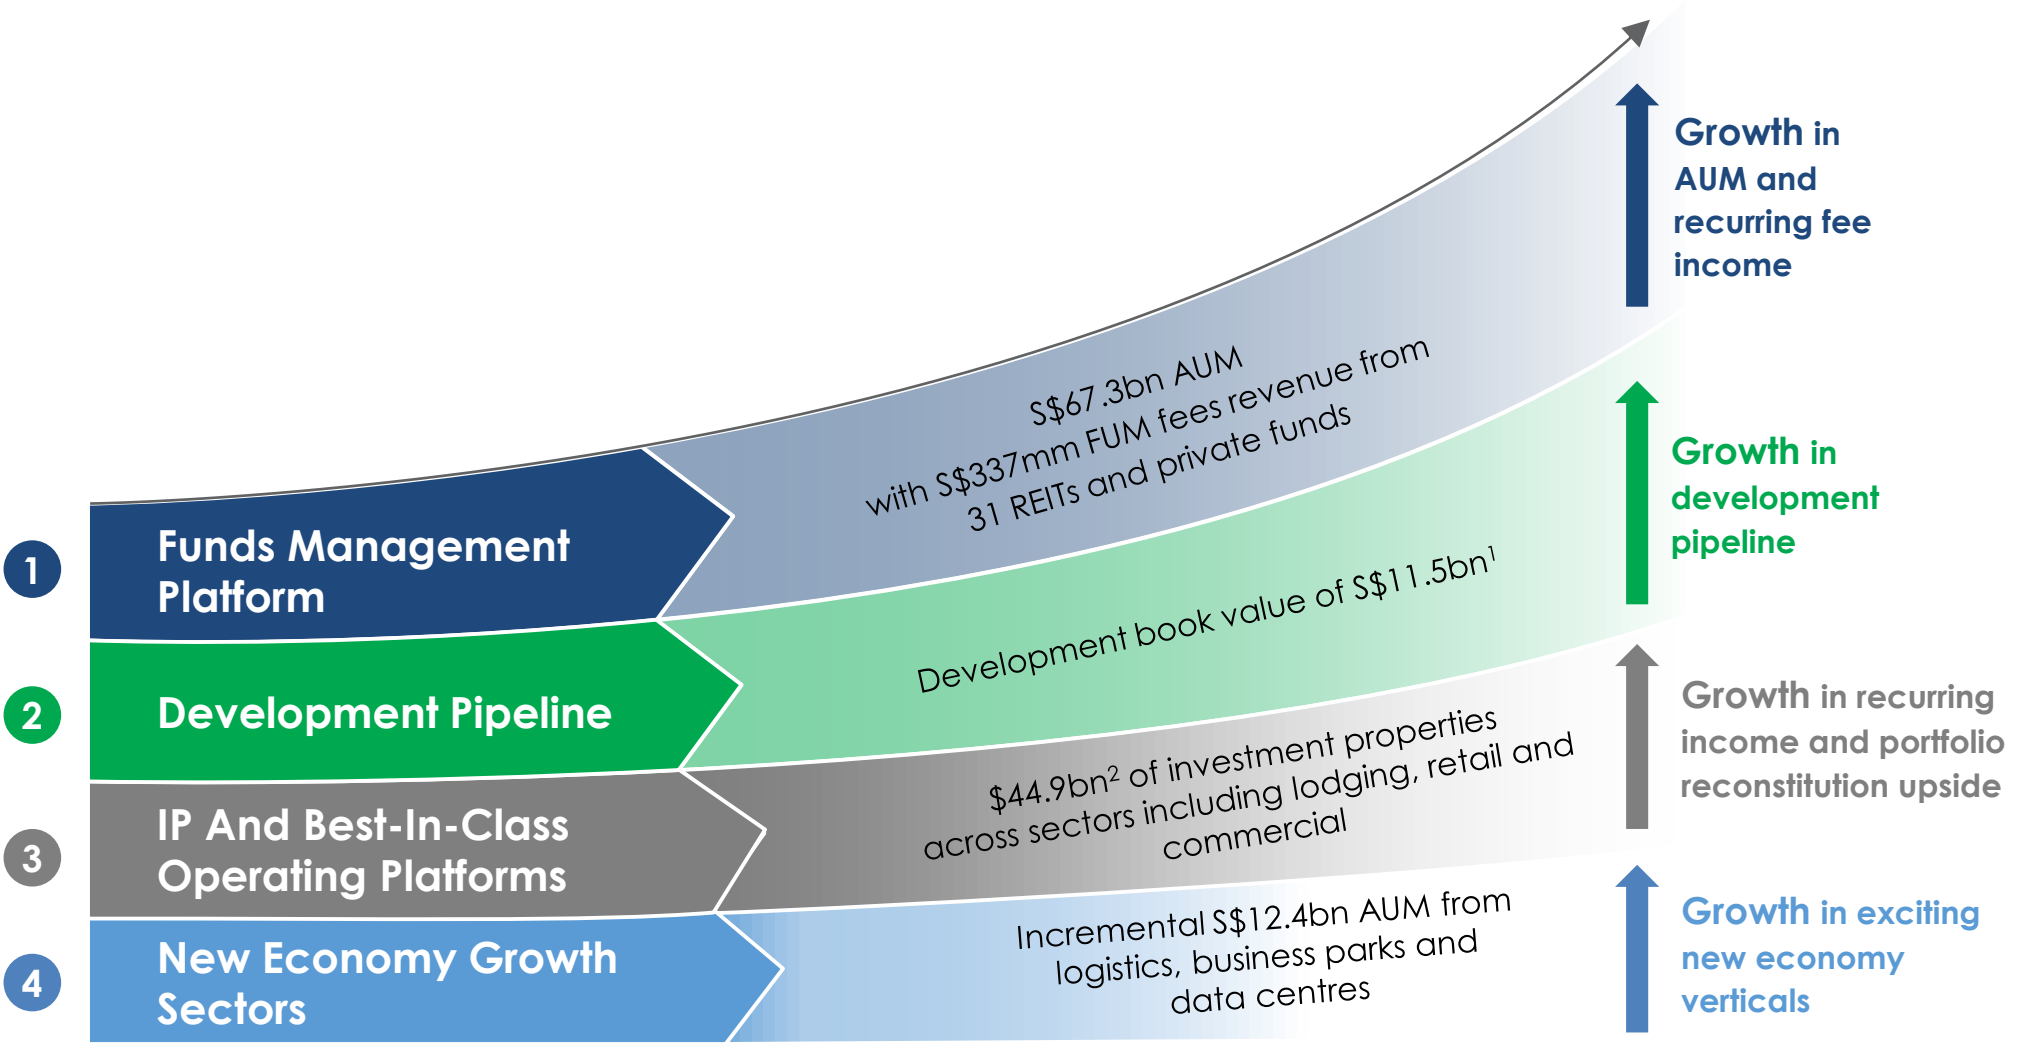 1
Funds Management
Platform
S$67.3bn AUM
with S$337mm FUM fees revenue from
31 REITs and private funds
Growth in
AUM and
recurring fee
income
2
Development Pipeline
Development book value of S$11.5bn¹
Growth in
development
pipeline
3
IP And Best-In-Class
Operating Platforms
$44.9bn² of investment properties
across sectors including lodging, retail and
commercial
Growth in recurring
income and portfolio
reconstitution upside
4
New Economy Growth
Sectors
Incremental S$12.4bn AUM from
logistics, business parks and
data centres
Growth in exciting
new economy
verticals